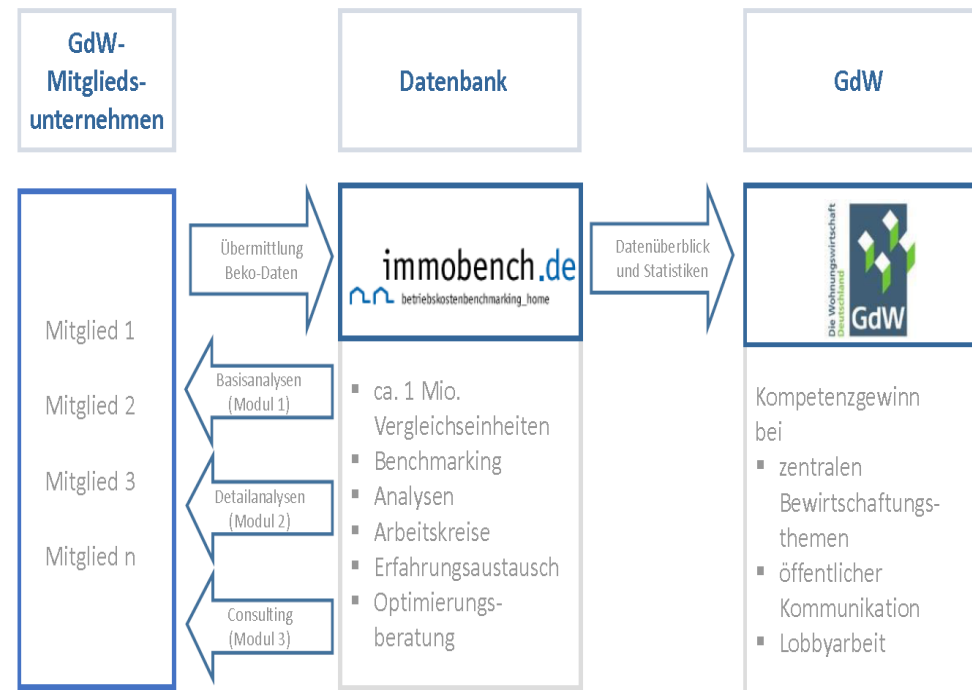 GdW-
Mitglieds-
unternehmen
Datenbank
GdW
Mitglied 1
Mitglied 2
Mitglied 3
Mitglied n
Übermittlung
Beko-Daten
Basisanalysen
(Modul 1)
Detailanalysen
(Modul 2)
Consulting
(Modul 3)
immobench.de
betriebskostenbenchmarking_home
▪ ca. 1 Mio.
Vergleichseinheiten
▪ Benchmarking
▪ Analysen
▪ Arbeitskreise
▪ Erfahrungsaustausch
▪ Optimierungs-
beratung
Datenüberblick
und Statistiken
Die Wohnungswirtschaft
Deutschland
GdW
Kompetenzgewinn
bei
▪ zentralen
Bewirtschaftungs-
themen
▪ öffentlicher
Kommunikation
▪ Lobbyarbeit